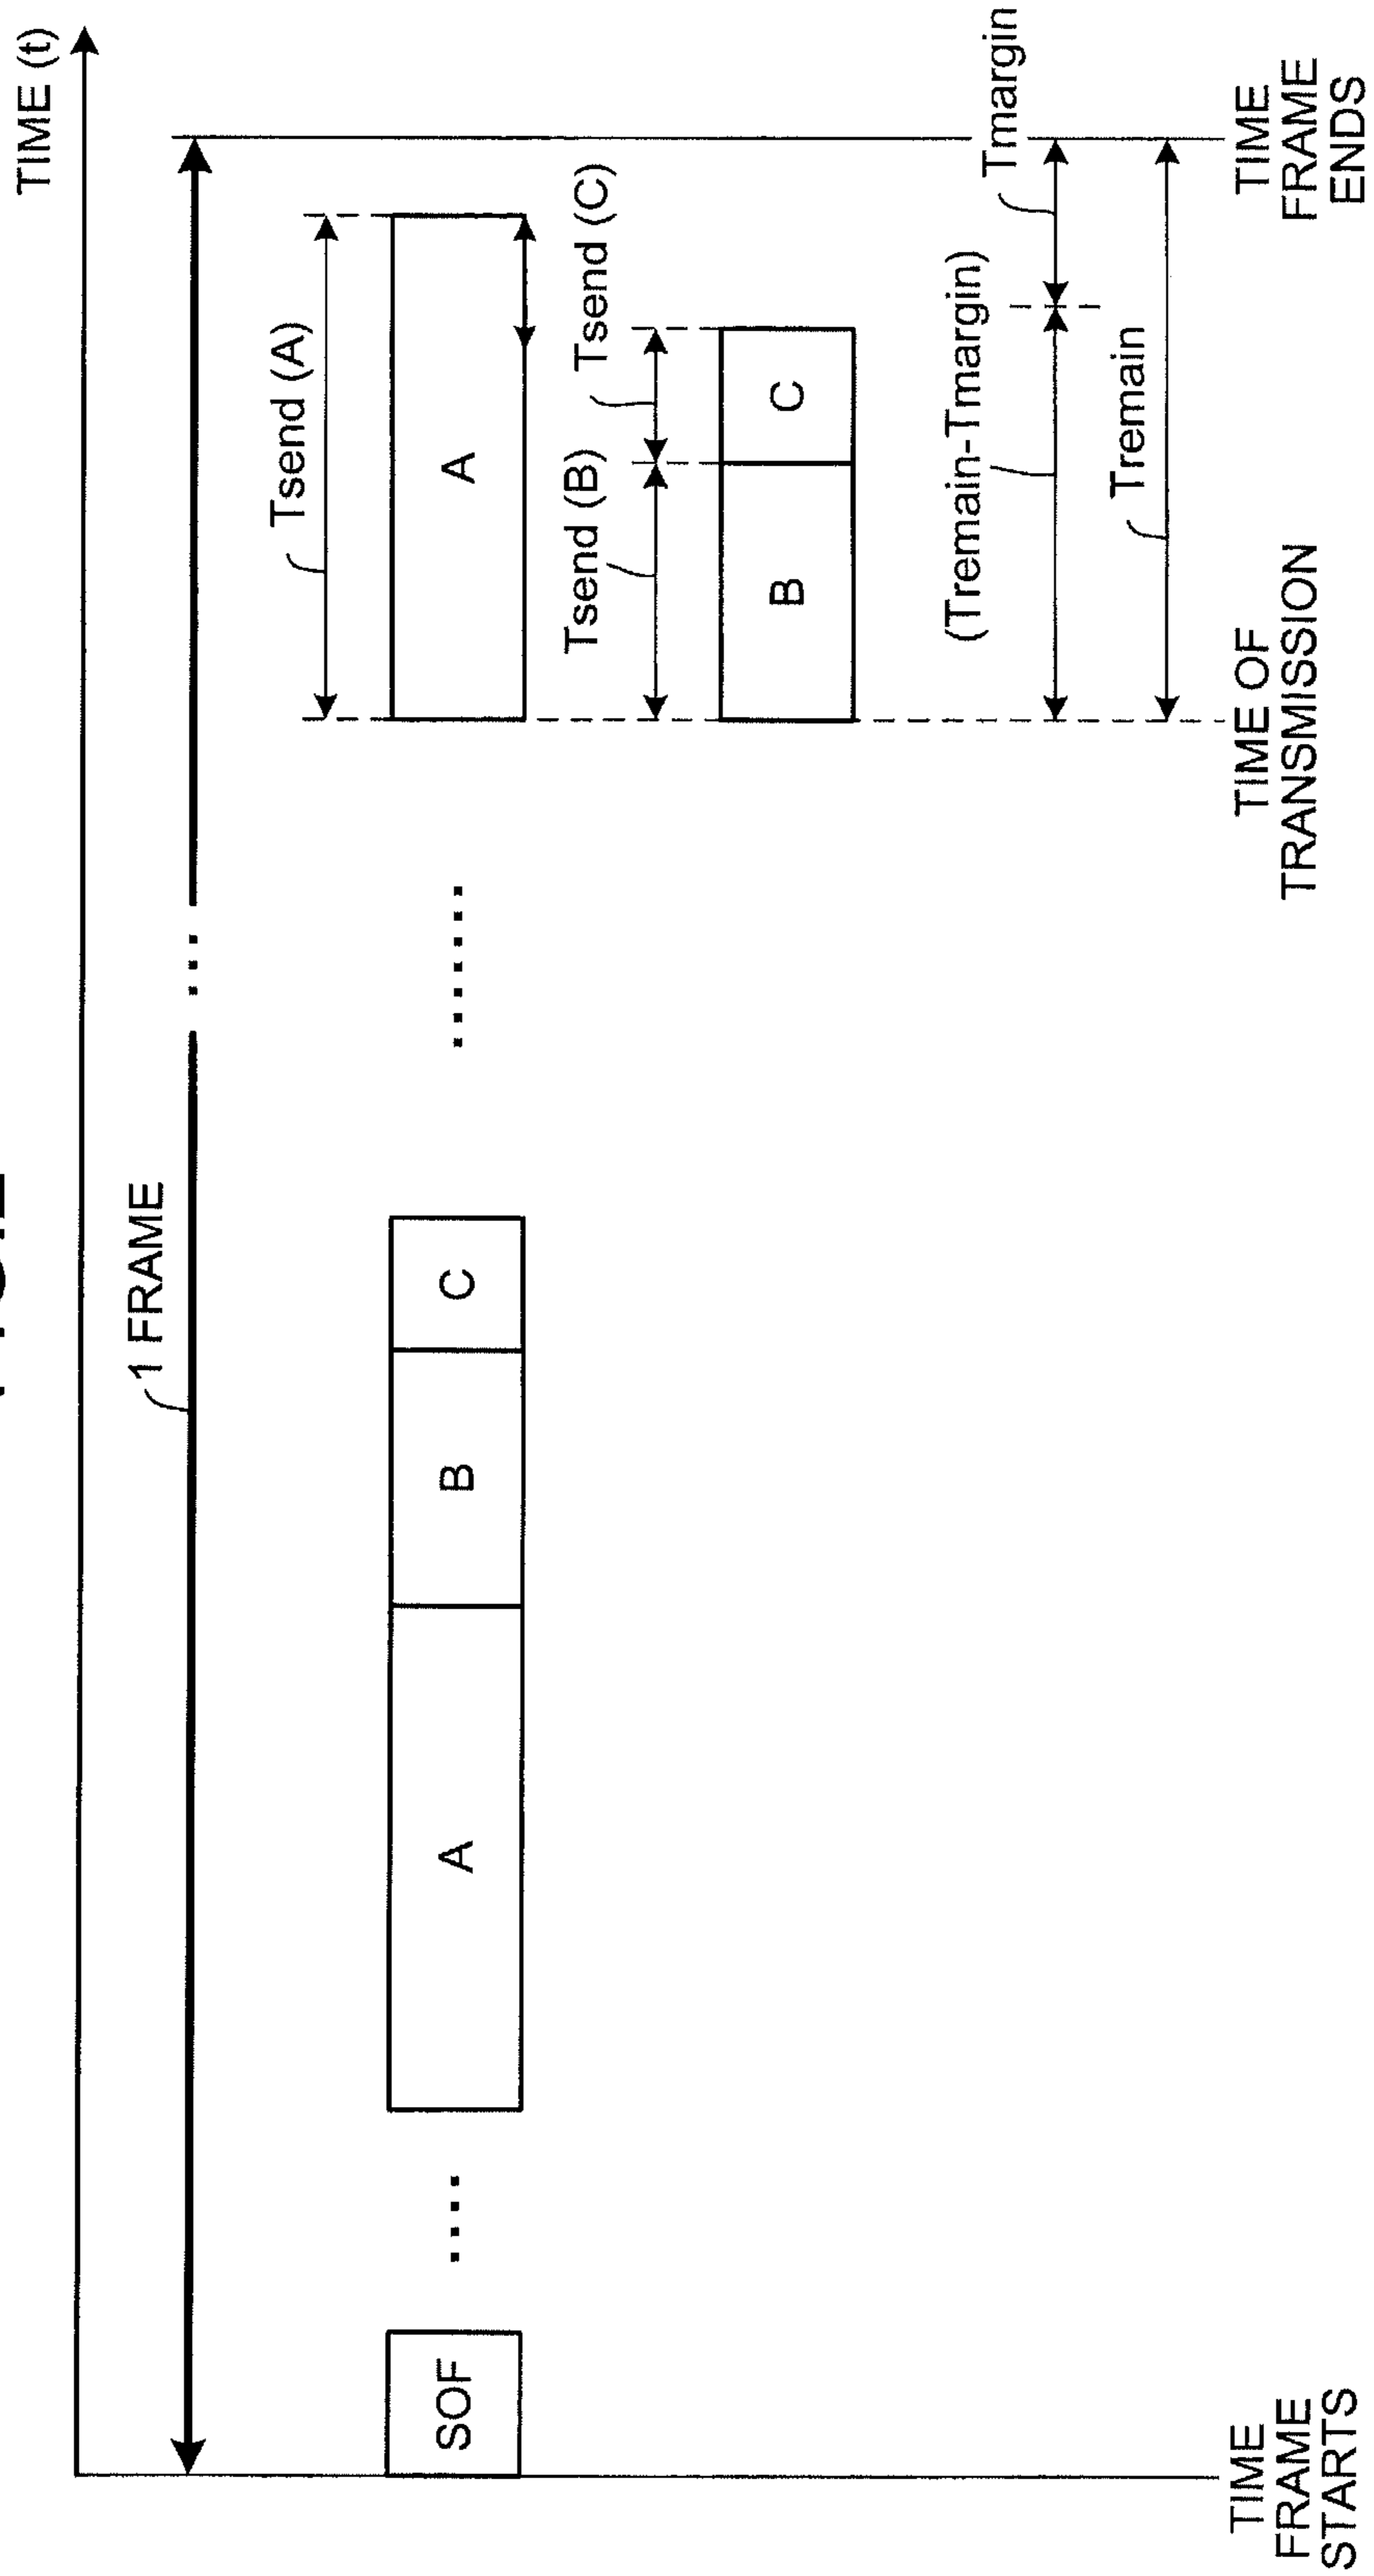 TIME (t)
1 FRAME
Tsend (A)
SOF
A
B
C
A
Tsend (B)
Tsend (C)
B
C
Tmargin
(Tremain-Tmargin)
Tremain
TIME
FRAME
STARTS
TIME OF
TRANSMISSION
TIME
FRAME
ENDS